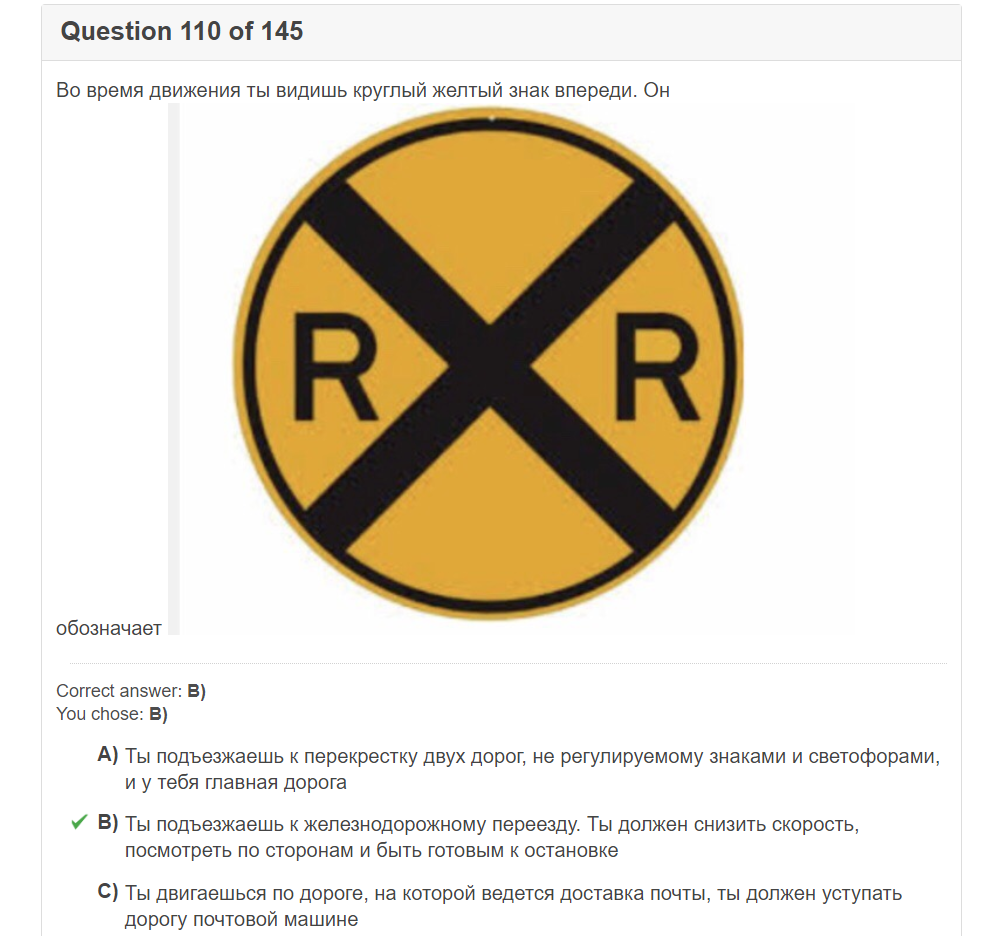 Question 110 of 145
Во время движения ты видишь круглый желтый знак впереди. Он
R R
обозначает
Correct answer: B)
You chose: B)
A) Ты подъезжаешь к перекрестку двух дорог, не регулируемому знаками и светофорами,
и у тебя главная дорога
B) Ты подъезжаешь к железнодорожному переезду. Ты должен снизить скорость,
посмотреть по сторонам и быть готовым к остановке
C) Ты двигаешься по дороге, на которой ведется доставка почты, ты должен уступать
дорогу почтовой машине